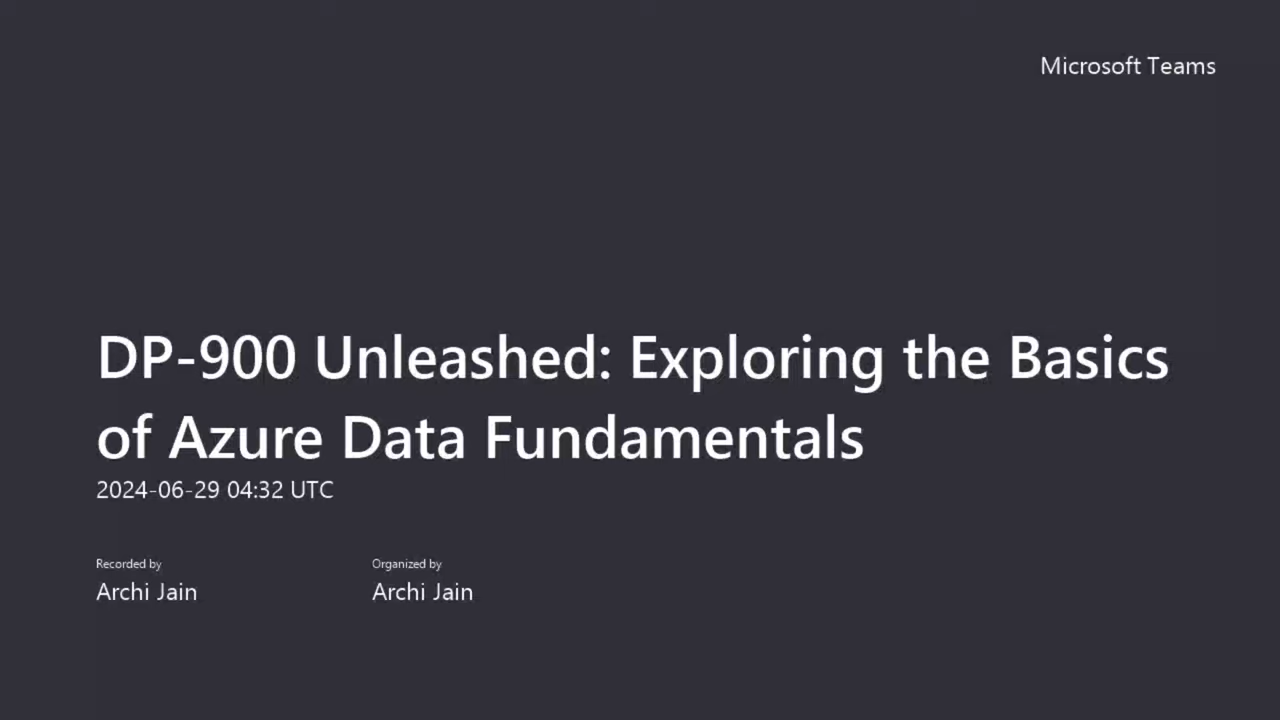 Microsoft Teams
DP-900 Unleashed: Exploring the Basics
of Azure Data Fundamentals
2024-06-29 04:32 UTC
Recorded by
Archi Jain
Organized by
Archi Jain